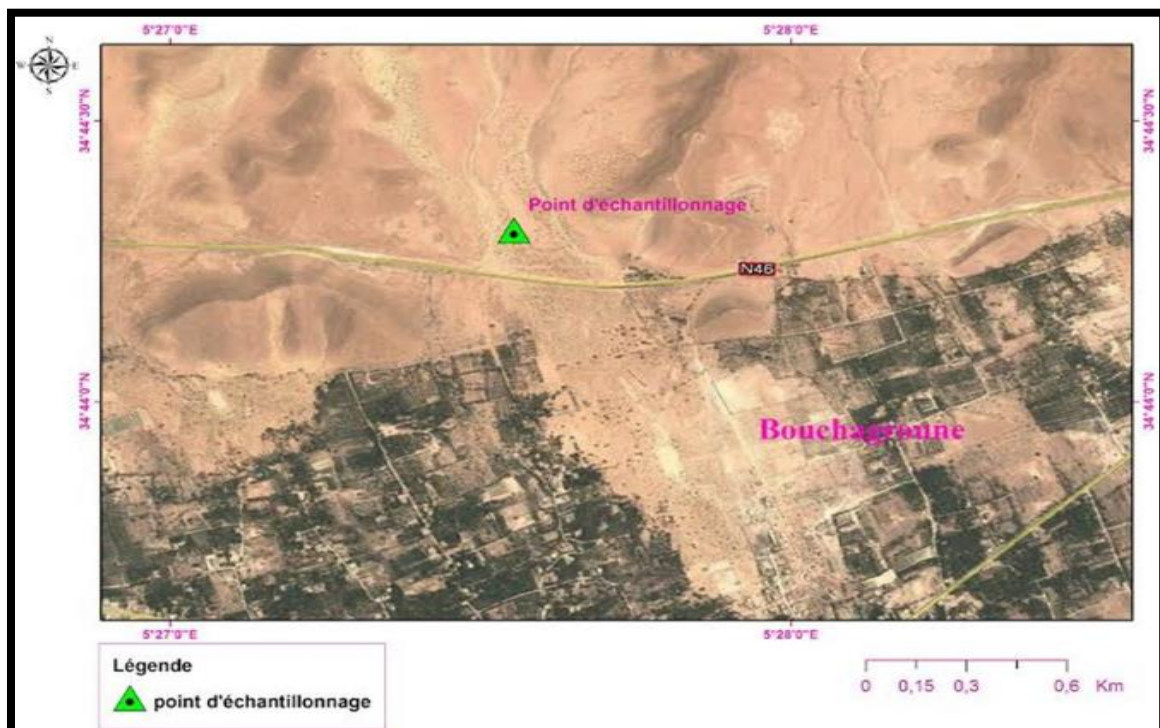 5°27'0"E
5°28'0"E
N
W
E
S
34°44'30"N
34°44'30"N
Point d'échantillonnage
N46
34°44'0"N
34°44'0"N
Bouchagroune
5°27'0"E
5°28'0"E
Légende
point d'échantillonnage
0 0,15 0,3 0,6 Km